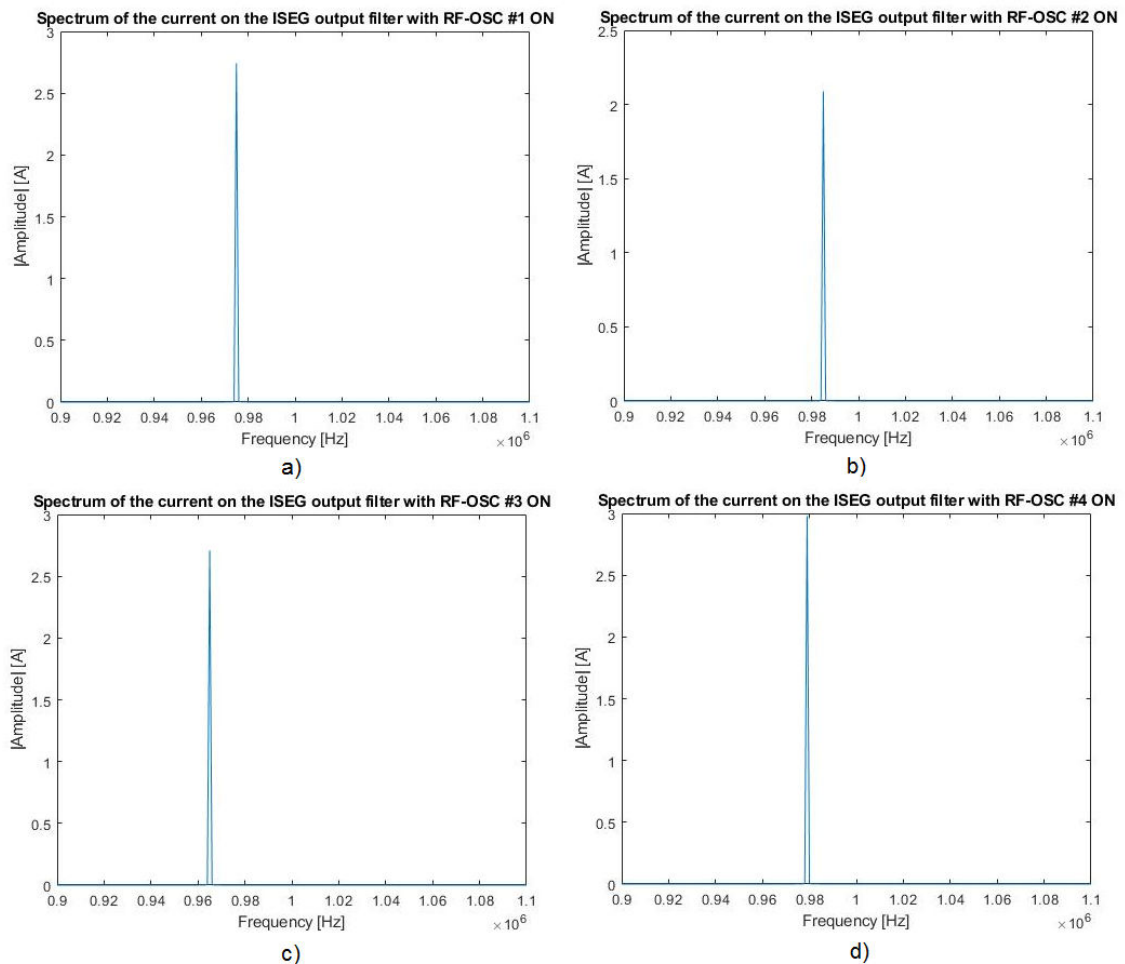 Spectrum of the current on the ISEG output filter with RF-OSC #1 ON
3
2.5
2
1.5
1
0.5
0
|Amplitude| [A]
0.9 0.92 0.94 0.96 0.98 1 1.02 1.04 1.06 1.08 1.1
Frequency [Hz]
×10⁶
a)
Spectrum of the current on the ISEG output filter with RF-OSC #2 ON
2.5
2
1.5
1
0.5
0
|Amplitude| [A]
0.9 0.92 0.94 0.96 0.98 1 1.02 1.04 1.06 1.08 1.1
Frequency [Hz]
×10⁶
b)
Spectrum of the current on the ISEG output filter with RF-OSC #3 ON
3
2.5
2
1.5
1
0.5
0
|Amplitude| [A]
0.9 0.92 0.94 0.96 0.98 1 1.02 1.04 1.06 1.08 1.1
Frequency [Hz]
×10⁶
c)
Spectrum of the current on the ISEG output filter with RF-OSC #4 ON
3
2.5
2
1.5
1
0.5
0
|Amplitude| [A]
0.9 0.92 0.94 0.96 0.98 1 1.02 1.04 1.06 1.08 1.1
Frequency [Hz]
×10⁶
d)